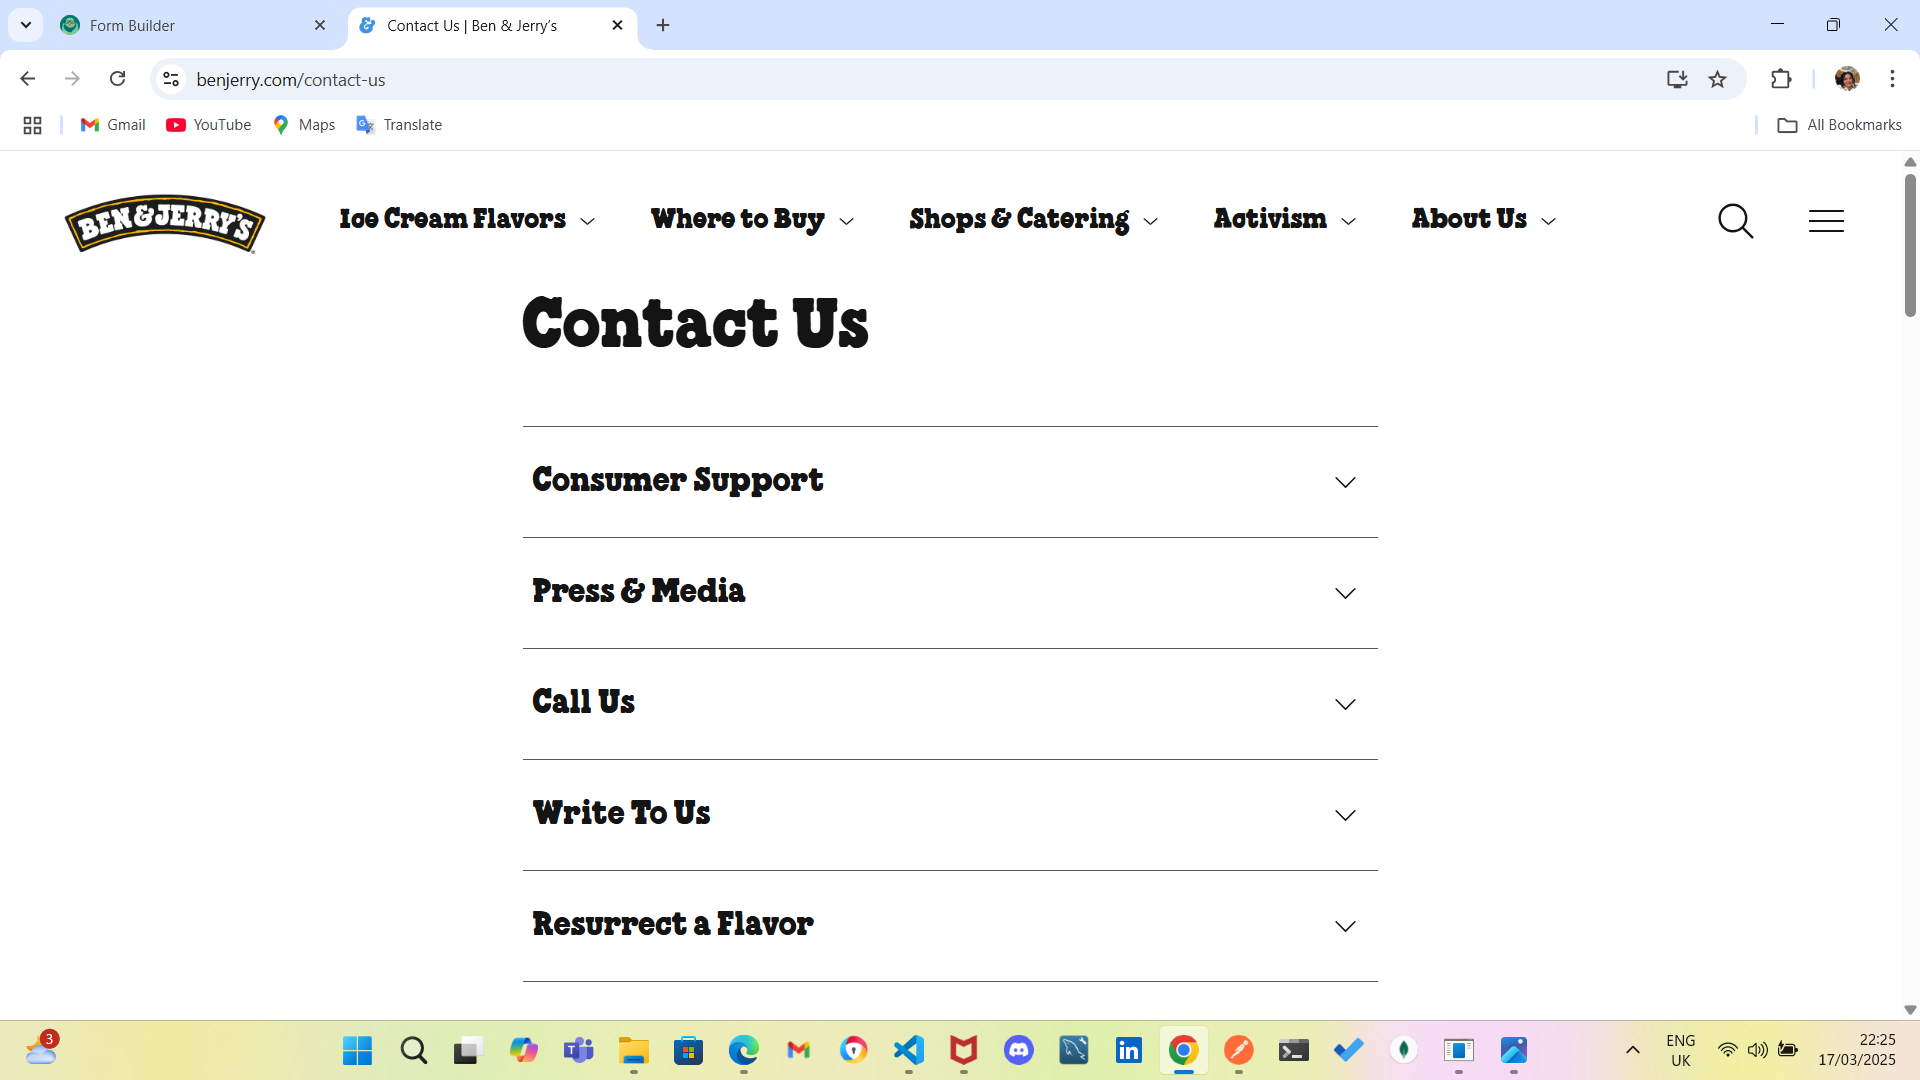 Form Builder
Contact Us | Ben & Jerry’s
benjerry.com/contact-us
Gmail
YouTube
Maps
Translate
All Bookmarks
BEN & JERRY'S
Ice Cream Flavors
Where to Buy
Shops & Catering
Activism
About Us
Contact Us
Consumer Support
Press & Media
Call Us
Write To Us
Resurrect a Flavor
3
ENG
UK
22:25
17/03/2025